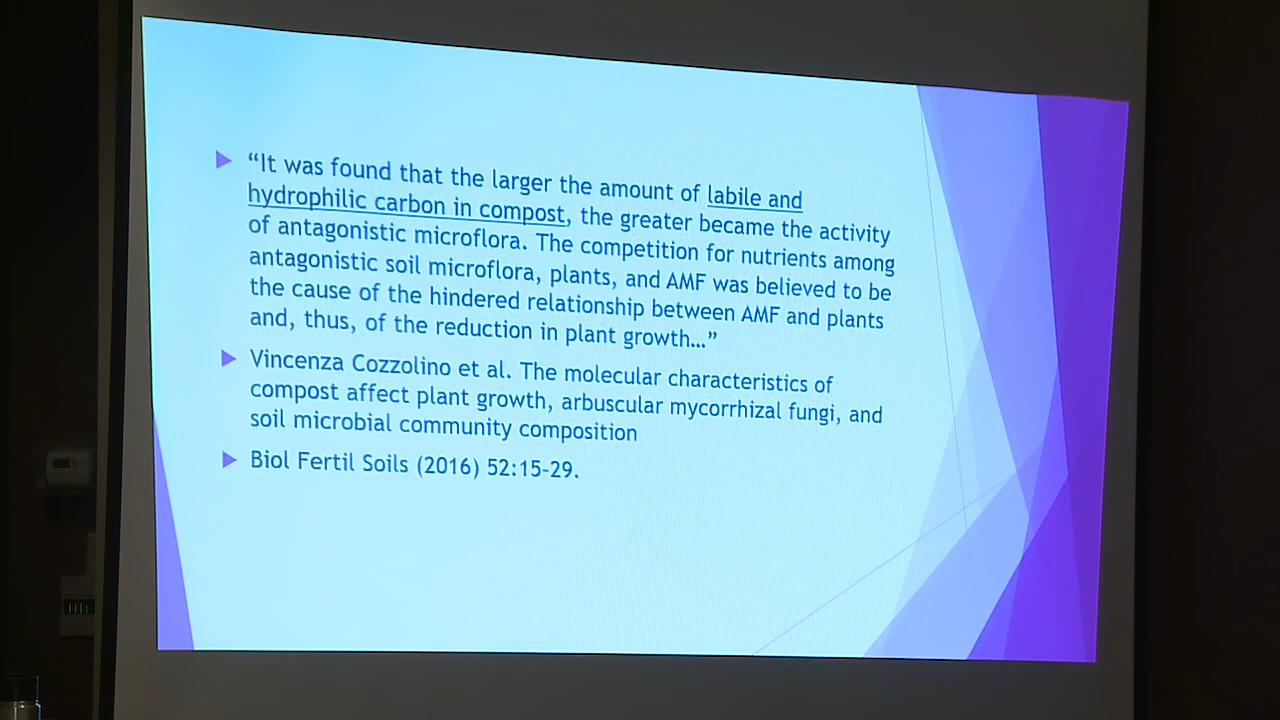 “It was found that the larger the amount of labile and
hydrophilic carbon in compost, the greater became the activity
of antagonistic microflora. The competition for nutrients among
antagonistic soil microflora, plants, and AMF was believed to be
the cause of the hindered relationship between AMF and plants
and, thus, of the reduction in plant growth…”
Vincenza Cozzolino et al. The molecular characteristics of
compost affect plant growth, arbuscular mycorrhizal fungi, and
soil microbial community composition
Biol Fertil Soils (2016) 52:15-29.